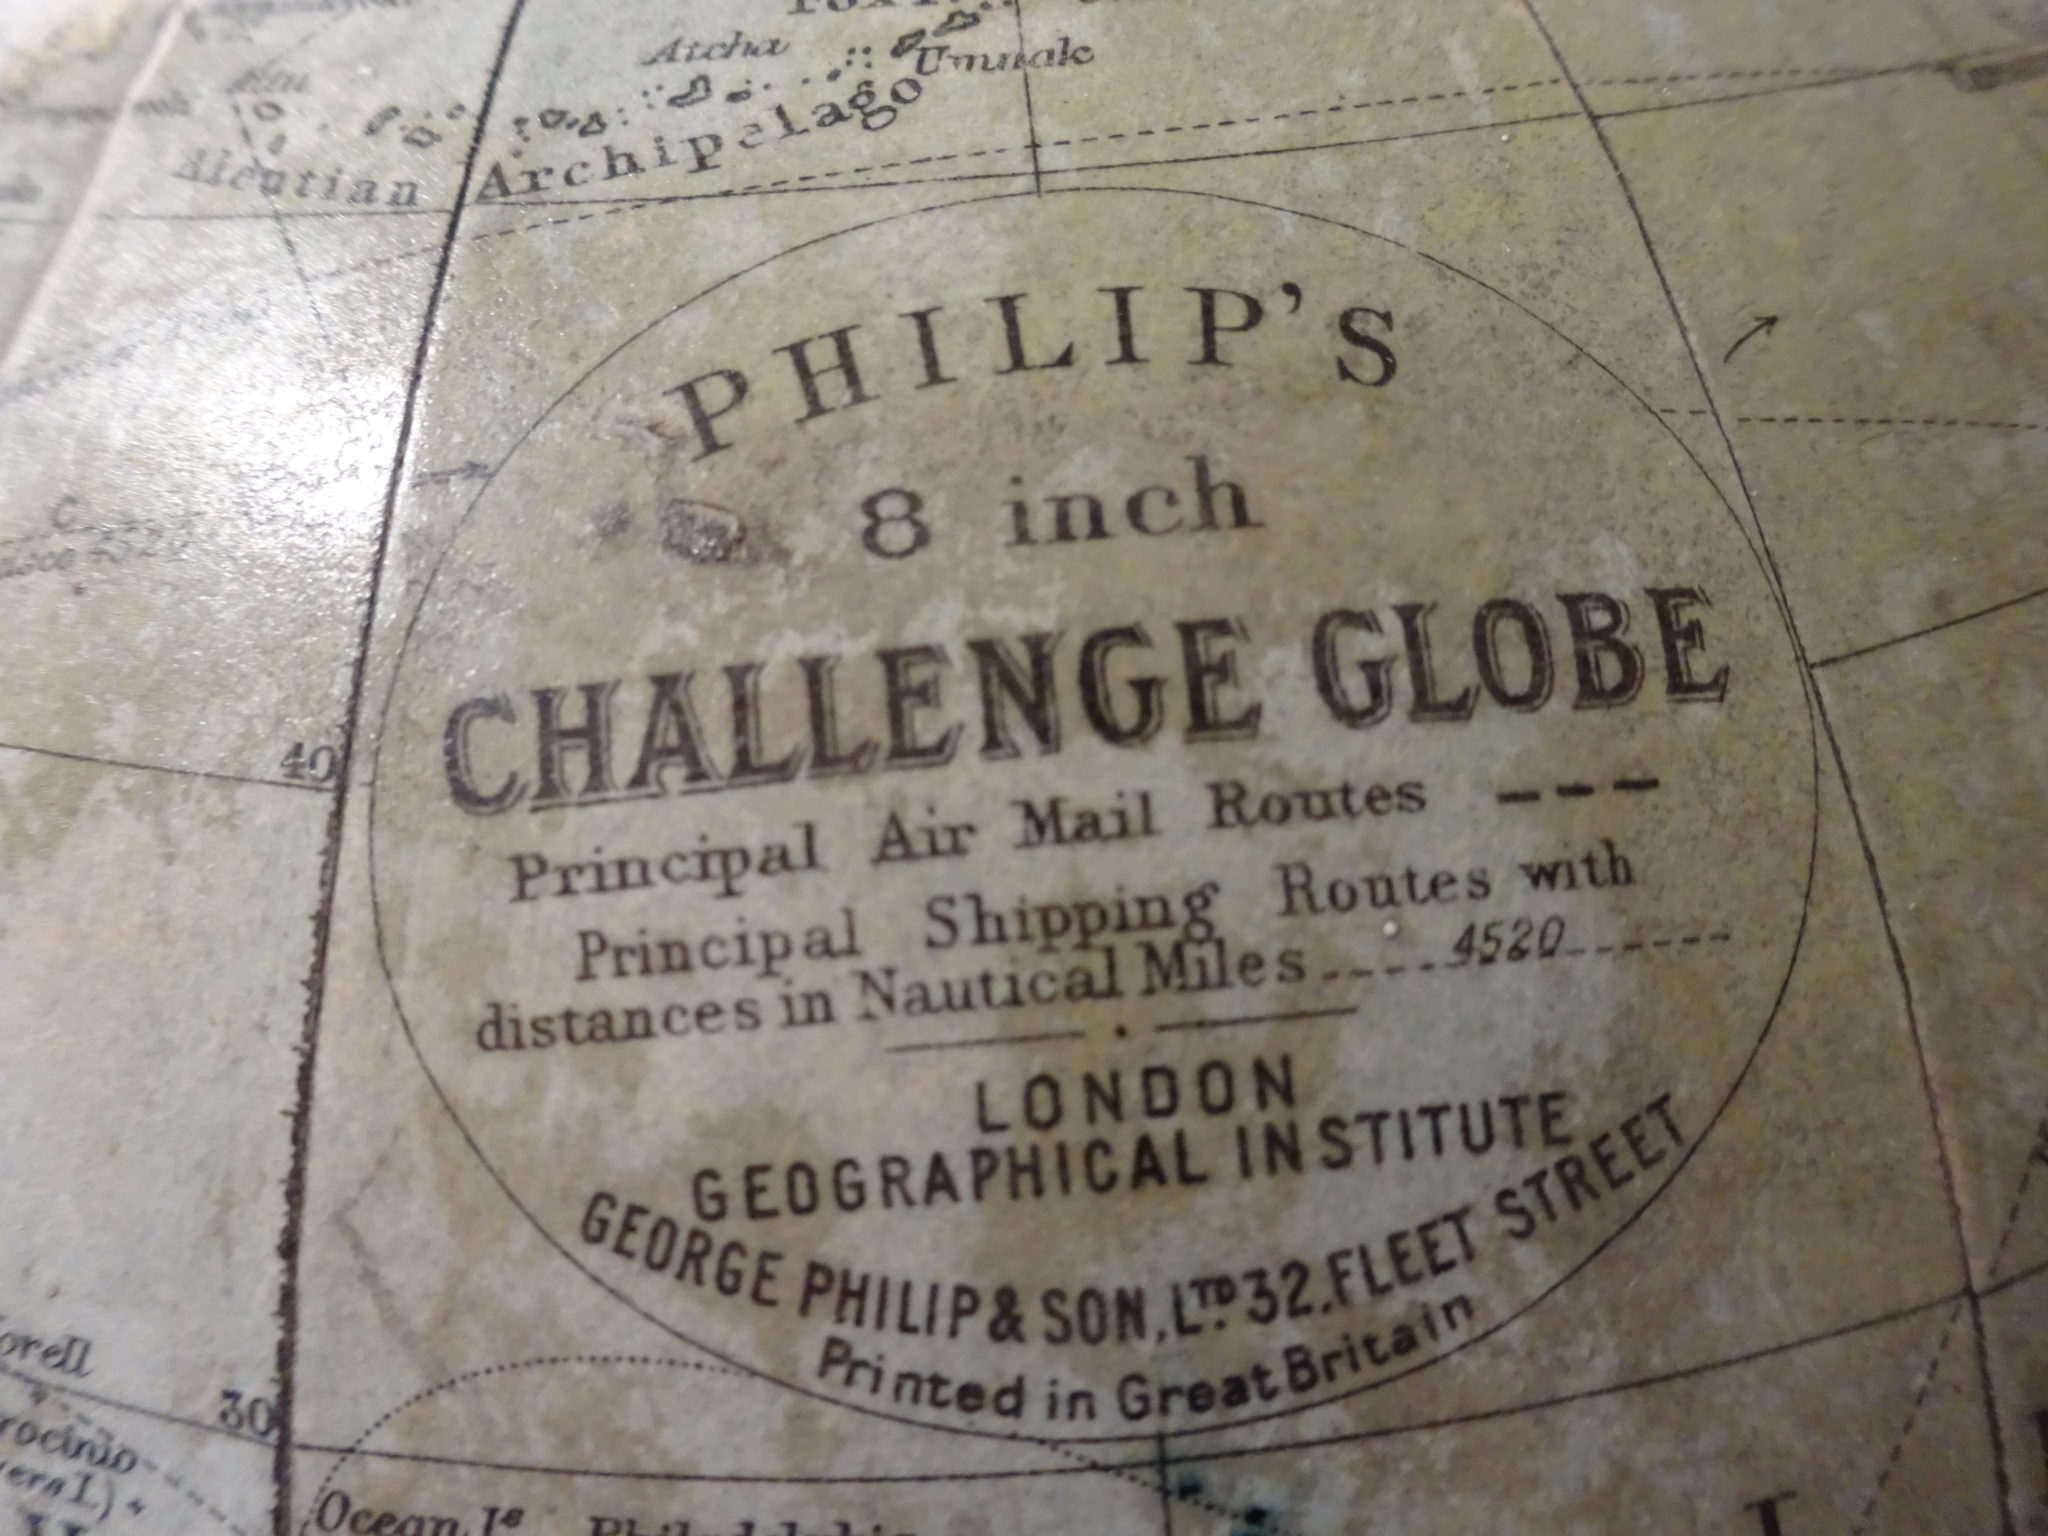 Atcha
Umnak
Aleutian Archipelago
PHILIP'S
8 inch
CHALLENGE GLOBE
Principal Air Mail Routes ---
Principal Shipping Routes with
distances in Nautical Miles ----4520------
40
LONDON
GEOGRAPHICAL INSTITUTE
GEORGE PHILIP & SON, LTD 32, FLEET STREET
Printed in Great Britain
30
Ocean Is